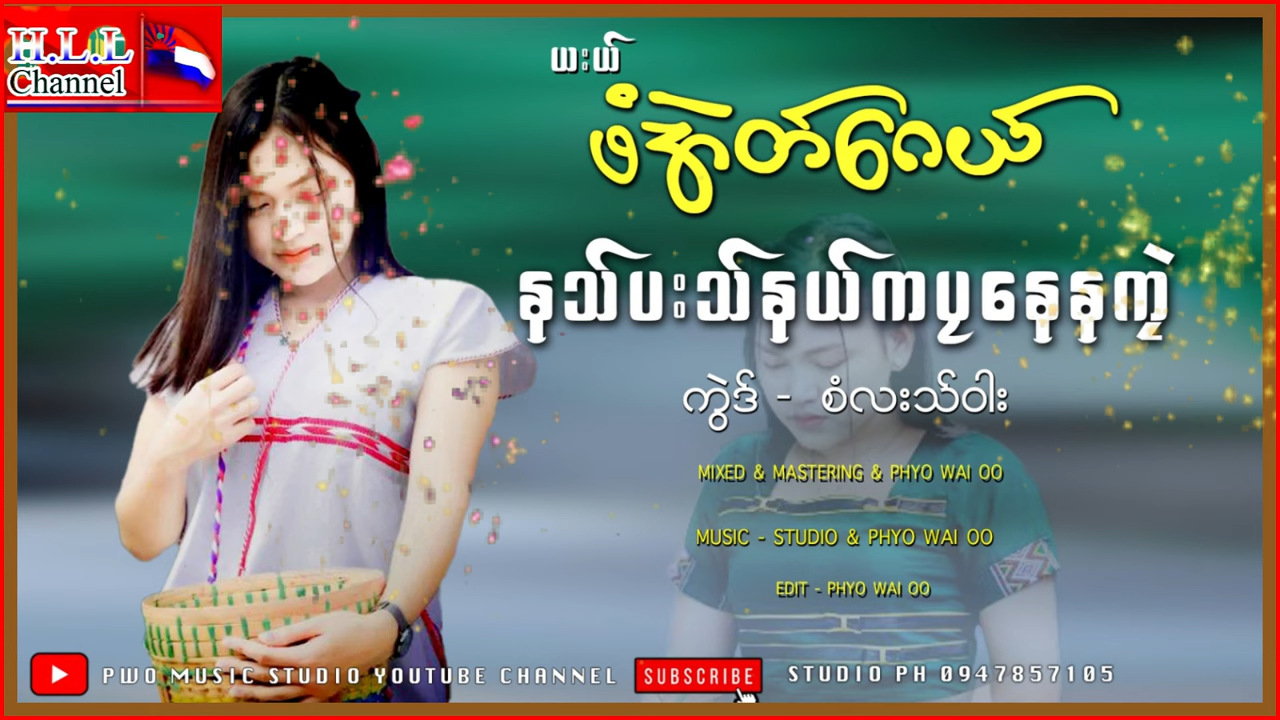 H.L.L
Channel
ယးယ်
ဖံအွဲတ်ဂေယ်
နသ်ပးသ်နယ်ကပှနေနကဲ့
ကွဲဒ် - စံလးသ်ဝါး
MIXED & MASTERING & PHYO WAI OO
MUSIC - STUDIO & PHYO WAI OO
EDIT - PHYO WAI OO
PWO MUSIC STUDIO YOUTUBE CHANNEL
SUBSCRIBE
STUDIO PH 0947857105